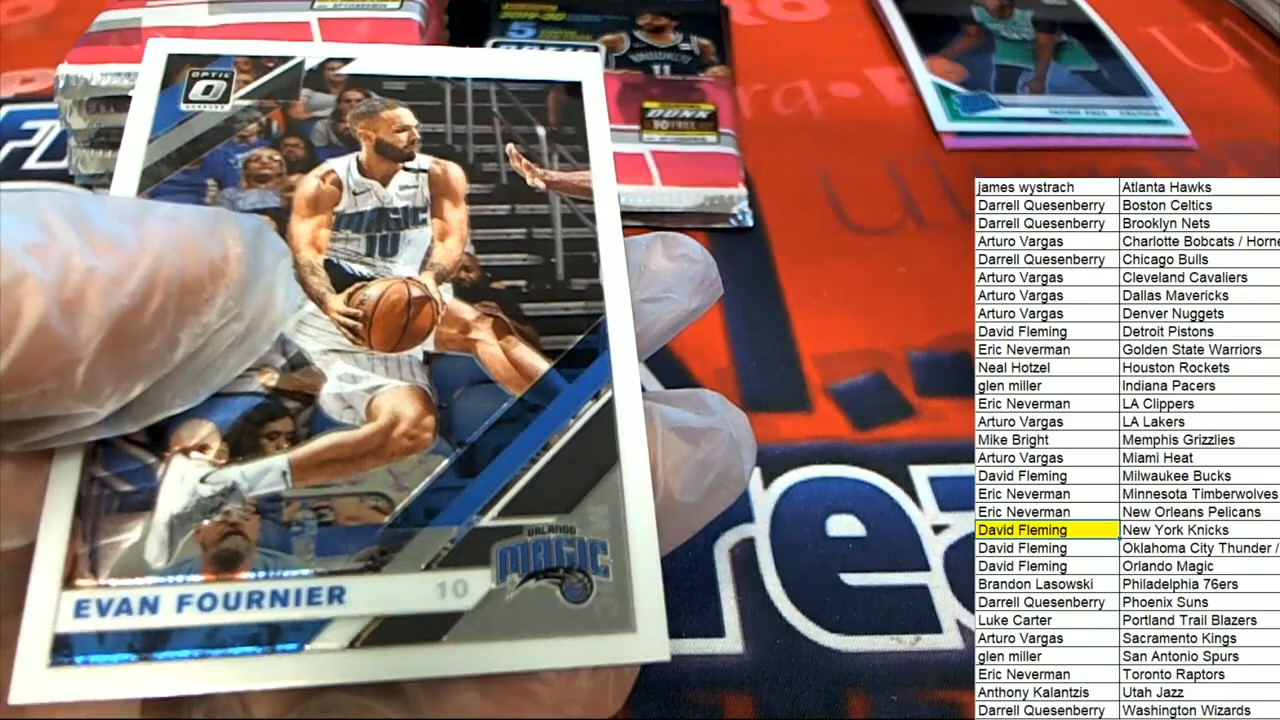 OPTIC
5
BROOKLYN
11
DUNK
MAGIC
10
ORLANDO
MAGIC
EVAN FOURNIER 10
rea
james wystrach Atlanta Hawks
Darrell Quesenberry Boston Celtics
Darrell Quesenberry Brooklyn Nets
Arturo Vargas Charlotte Bobcats / Horne
Darrell Quesenberry Chicago Bulls
Arturo Vargas Cleveland Cavaliers
Arturo Vargas Dallas Mavericks
Arturo Vargas Denver Nuggets
David Fleming Detroit Pistons
Eric Neverman Golden State Warriors
Neal Hotzel Houston Rockets
glen miller Indiana Pacers
Eric Neverman LA Clippers
Arturo Vargas LA Lakers
Mike Bright Memphis Grizzlies
Arturo Vargas Miami Heat
David Fleming Milwaukee Bucks
Eric Neverman Minnesota Timberwolves
Eric Neverman New Orleans Pelicans
David Fleming New York Knicks
David Fleming Oklahoma City Thunder /
David Fleming Orlando Magic
Brandon Lasowski Philadelphia 76ers
Darrell Quesenberry Phoenix Suns
Luke Carter Portland Trail Blazers
Arturo Vargas Sacramento Kings
glen miller San Antonio Spurs
Eric Neverman Toronto Raptors
Anthony Kalantzis Utah Jazz
Darrell Quesenberry Washington Wizards